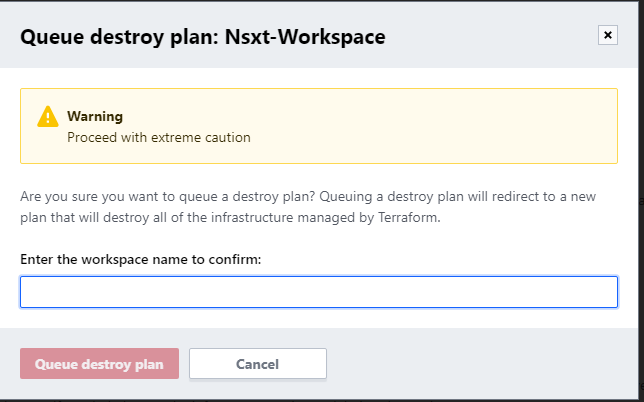 Queue destroy plan: Nsxt-Workspace
Warning
Proceed with extreme caution
Are you sure you want to queue a destroy plan? Queuing a destroy plan will redirect to a new
plan that will destroy all of the infrastructure managed by Terraform.
Enter the workspace name to confirm:
Queue destroy plan
Cancel